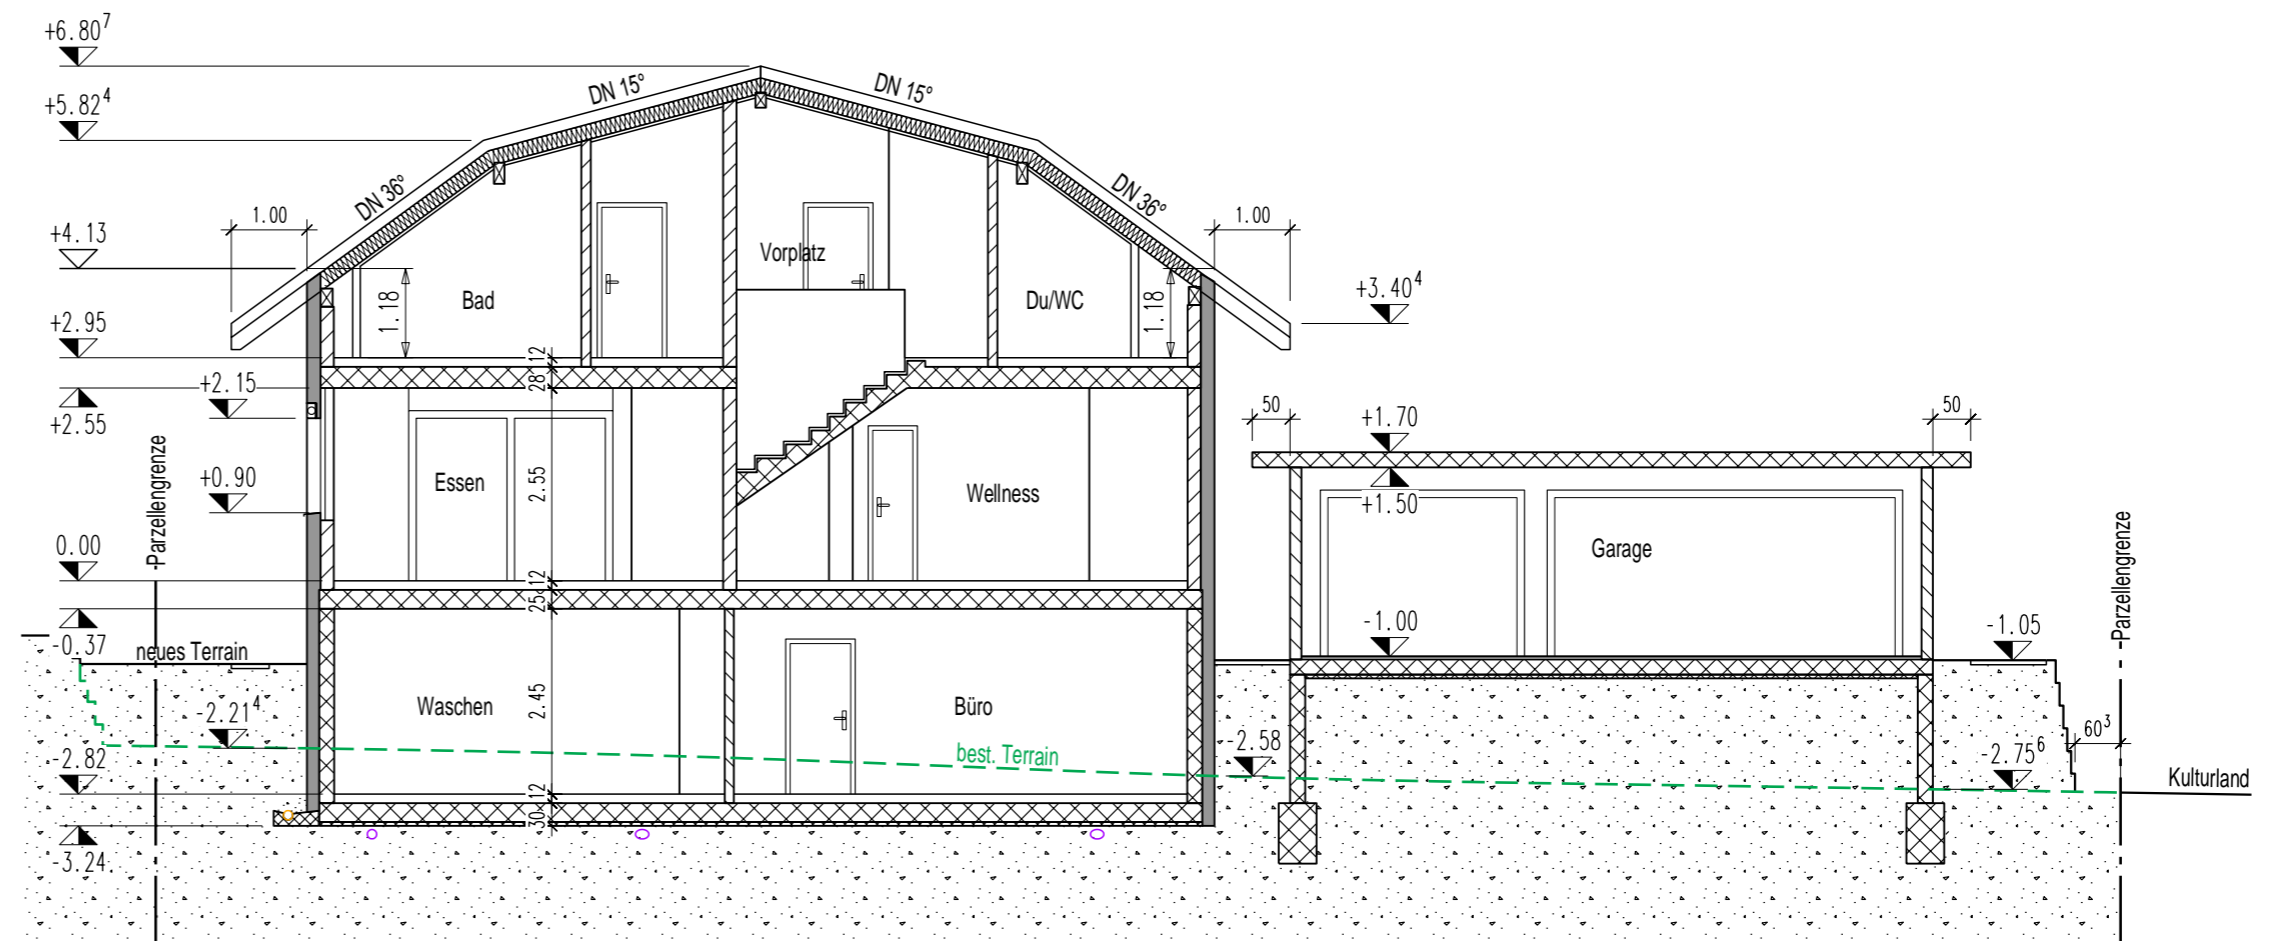 +6.80⁷
+5.82⁴
DN 15°
DN 15°
DN 36°
DN 36°
1.00
1.00
+4.13
Vorplatz
Bad
Du/WC
1.18
1.18
+3.40⁴
+2.95
12
28
+2.15
+2.55
50
+1.70
50
Parzellengrenze
Essen
2.55
Wellness
+0.90
+1.50
Garage
Parzellengrenze
0.00
12
25
-0.37
neues Terrain
-1.00
-1.05
Waschen
2.45
Büro
-2.21⁴
best. Terrain
-2.58
60³
-2.75⁶
Kulturland
-2.82
12
30
-3.24